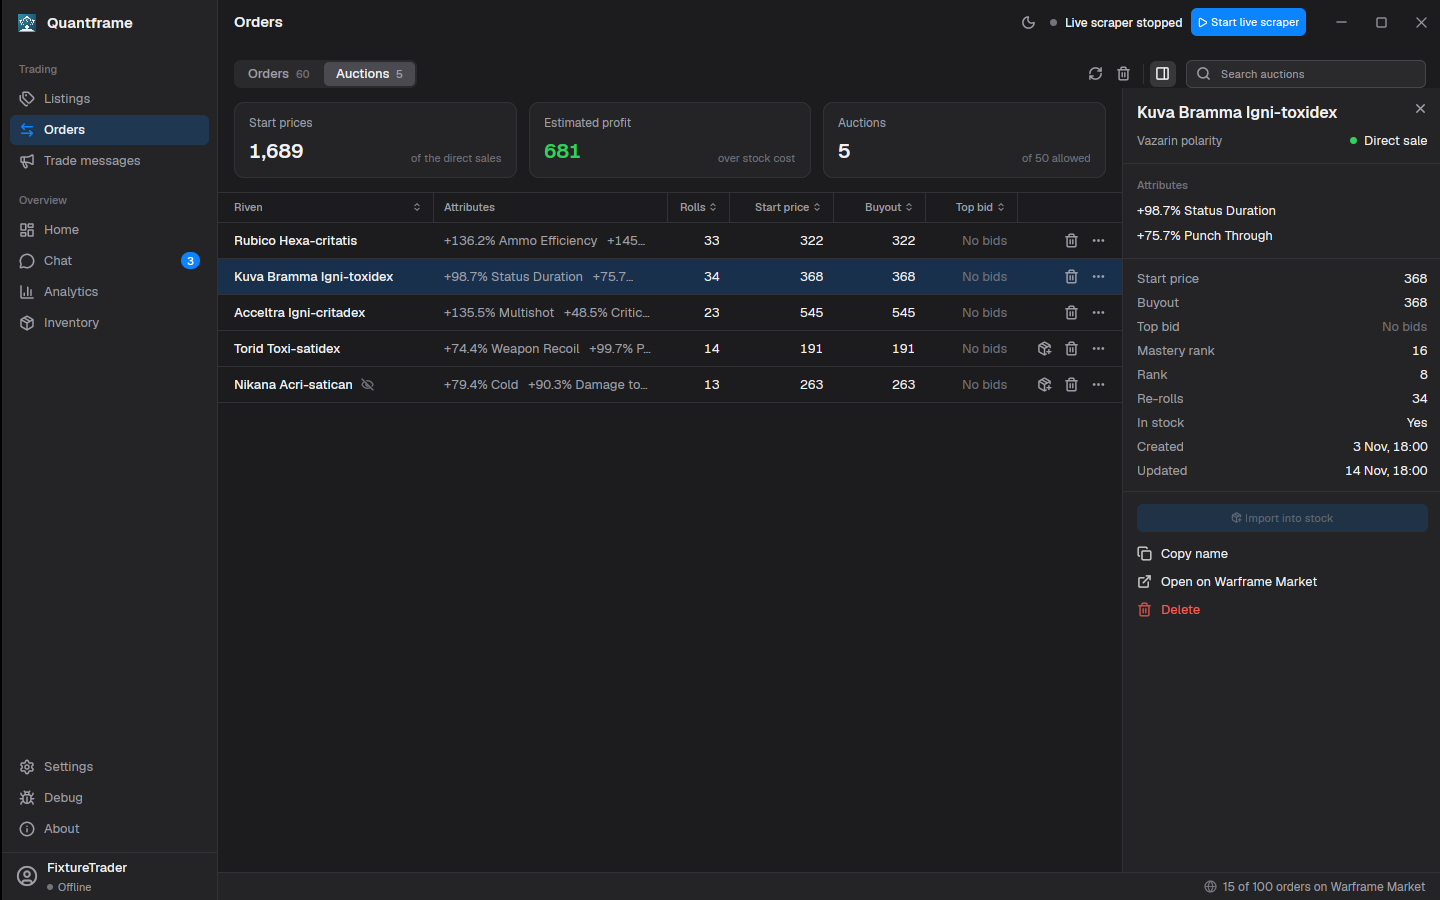 Quantframe
Orders
Live scraper stopped
Start live scraper
Trading
Listings
Orders
Trade messages
Overview
Home
Chat 3
Analytics
Inventory
Settings
Debug
About
FixtureTrader
Offline
Orders 60
Auctions 5
Search auctions
Start prices
1,689
of the direct sales
Estimated profit
681
over stock cost
Auctions
5
of 50 allowed
Riven Attributes Rolls Start price Buyout Top bid
Rubico Hexa-critatis +136.2% Ammo Efficiency +145... 33 322 322 No bids
Kuva Bramma Igni-toxidex +98.7% Status Duration +75.7... 34 368 368 No bids
Acceltra Igni-critadex +135.5% Multishot +48.5% Critic... 23 545 545 No bids
Torid Toxi-satidex +74.4% Weapon Recoil +99.7% P... 14 191 191 No bids
Nikana Acri-satican +79.4% Cold +90.3% Damage to... 13 263 263 No bids
Kuva Bramma Igni-toxidex
Vazarin polarity Direct sale
Attributes
+98.7% Status Duration
+75.7% Punch Through
Start price 368
Buyout 368
Top bid No bids
Mastery rank 16
Rank 8
Re-rolls 34
In stock Yes
Created 3 Nov, 18:00
Updated 14 Nov, 18:00
Import into stock
Copy name
Open on Warframe Market
Delete
15 of 100 orders on Warframe Market